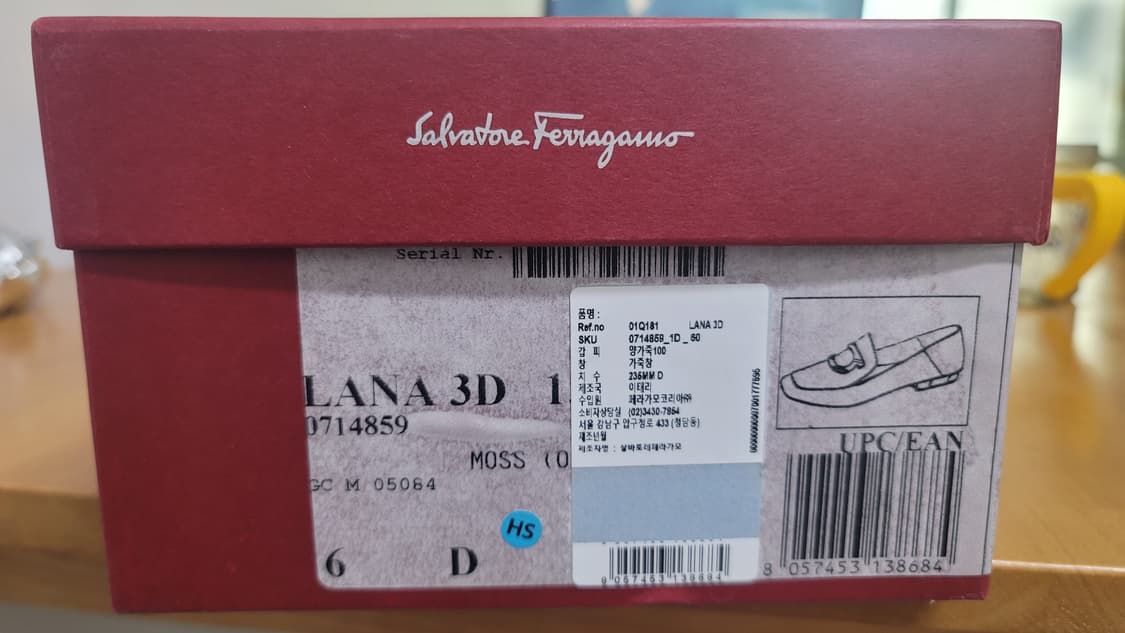 Salvatore Ferragamo
Serial Nr.
LANA 3D 1
0714859
MOSS (O
GC M 05084
HS
6 D
품명 :
Ref.no 01Q181 LANA 3D
SKU 0714859_1D _ 60
갑 피 양가죽100
창 가죽창
치 수 235MM D
제조국 이태리
수입원 페라가모코리아㈜
소비자상담실 (02)3430-7854
서울 강남구 압구정로 433 (청담동)
제조년월
제조자명 : 살바토레페라가모
8 057453 138684
UPC/EAN
8 057453 138684